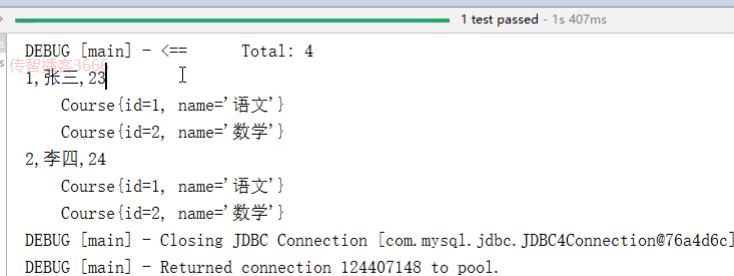 1 test passed - 1s 407ms
DEBUG [main] - <==      Total: 4
传智播客3666
1,张三,23
Course{id=1, name='语文'}
Course{id=2, name='数学'}
2,李四,24
Course{id=1, name='语文'}
Course{id=2, name='数学'}
DEBUG [main] - Closing JDBC Connection [com.mysql.jdbc.JDBC4Connection@76a4d6c]
DEBUG [main] - Returned connection 124407148 to pool.